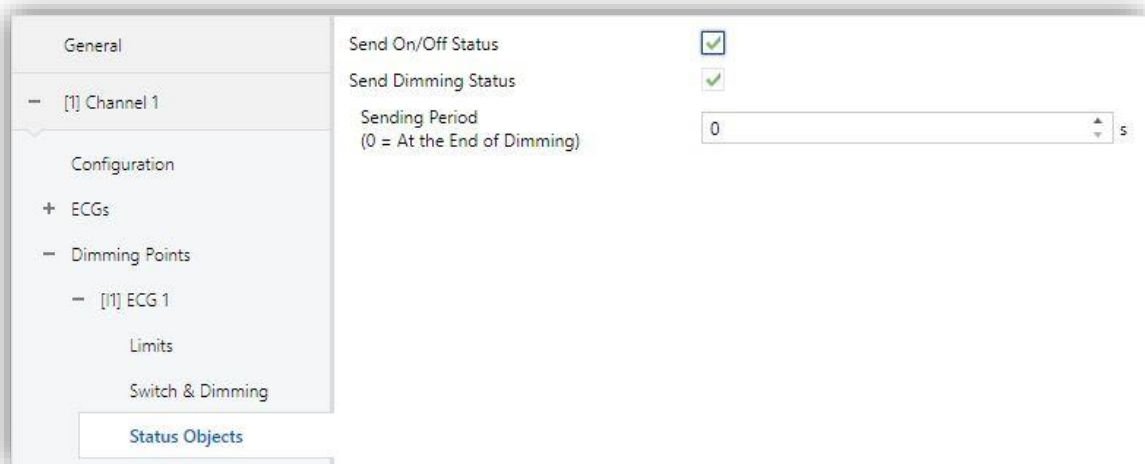 General
[1] Channel 1
Configuration
ECGs
Dimming Points
[I1] ECG 1
Limits
Switch & Dimming
Status Objects
Send On/Off Status
Send Dimming Status
Sending Period
(0 = At the End of Dimming)
0
s